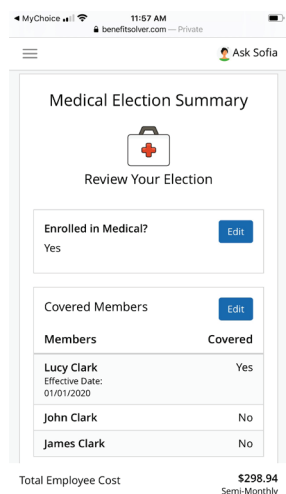 ◄ MyChoice 11:57 AM
benefitsolver.com — Private
Ask Sofia
Medical Election Summary
Review Your Election
Enrolled in Medical? Edit
Yes
Covered Members Edit
Members Covered
Lucy Clark Yes
Effective Date:
01/01/2020
John Clark No
James Clark No
Total Employee Cost $298.94
Semi-Monthly